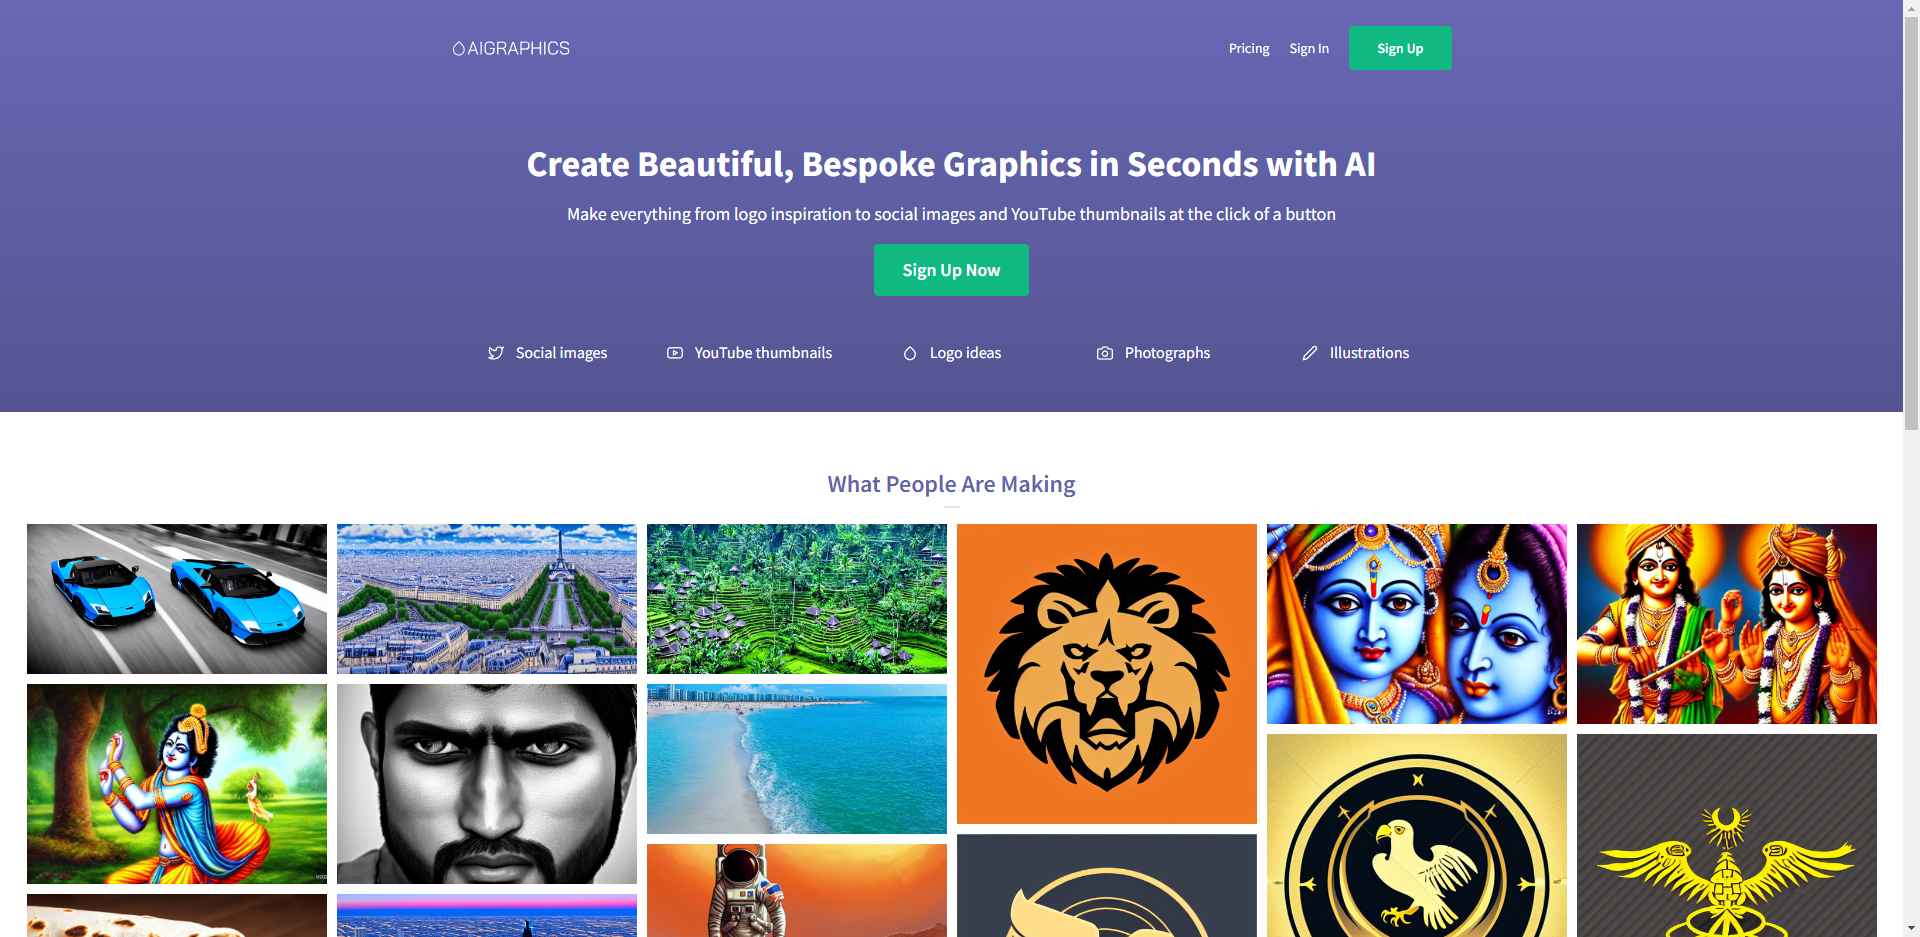 AIGRAPHICS
Pricing
Sign In
Sign Up
Create Beautiful, Bespoke Graphics in Seconds with AI
Make everything from logo inspiration to social images and YouTube thumbnails at the click of a button
Sign Up Now
Social images
YouTube thumbnails
Logo ideas
Photographs
Illustrations
What People Are Making